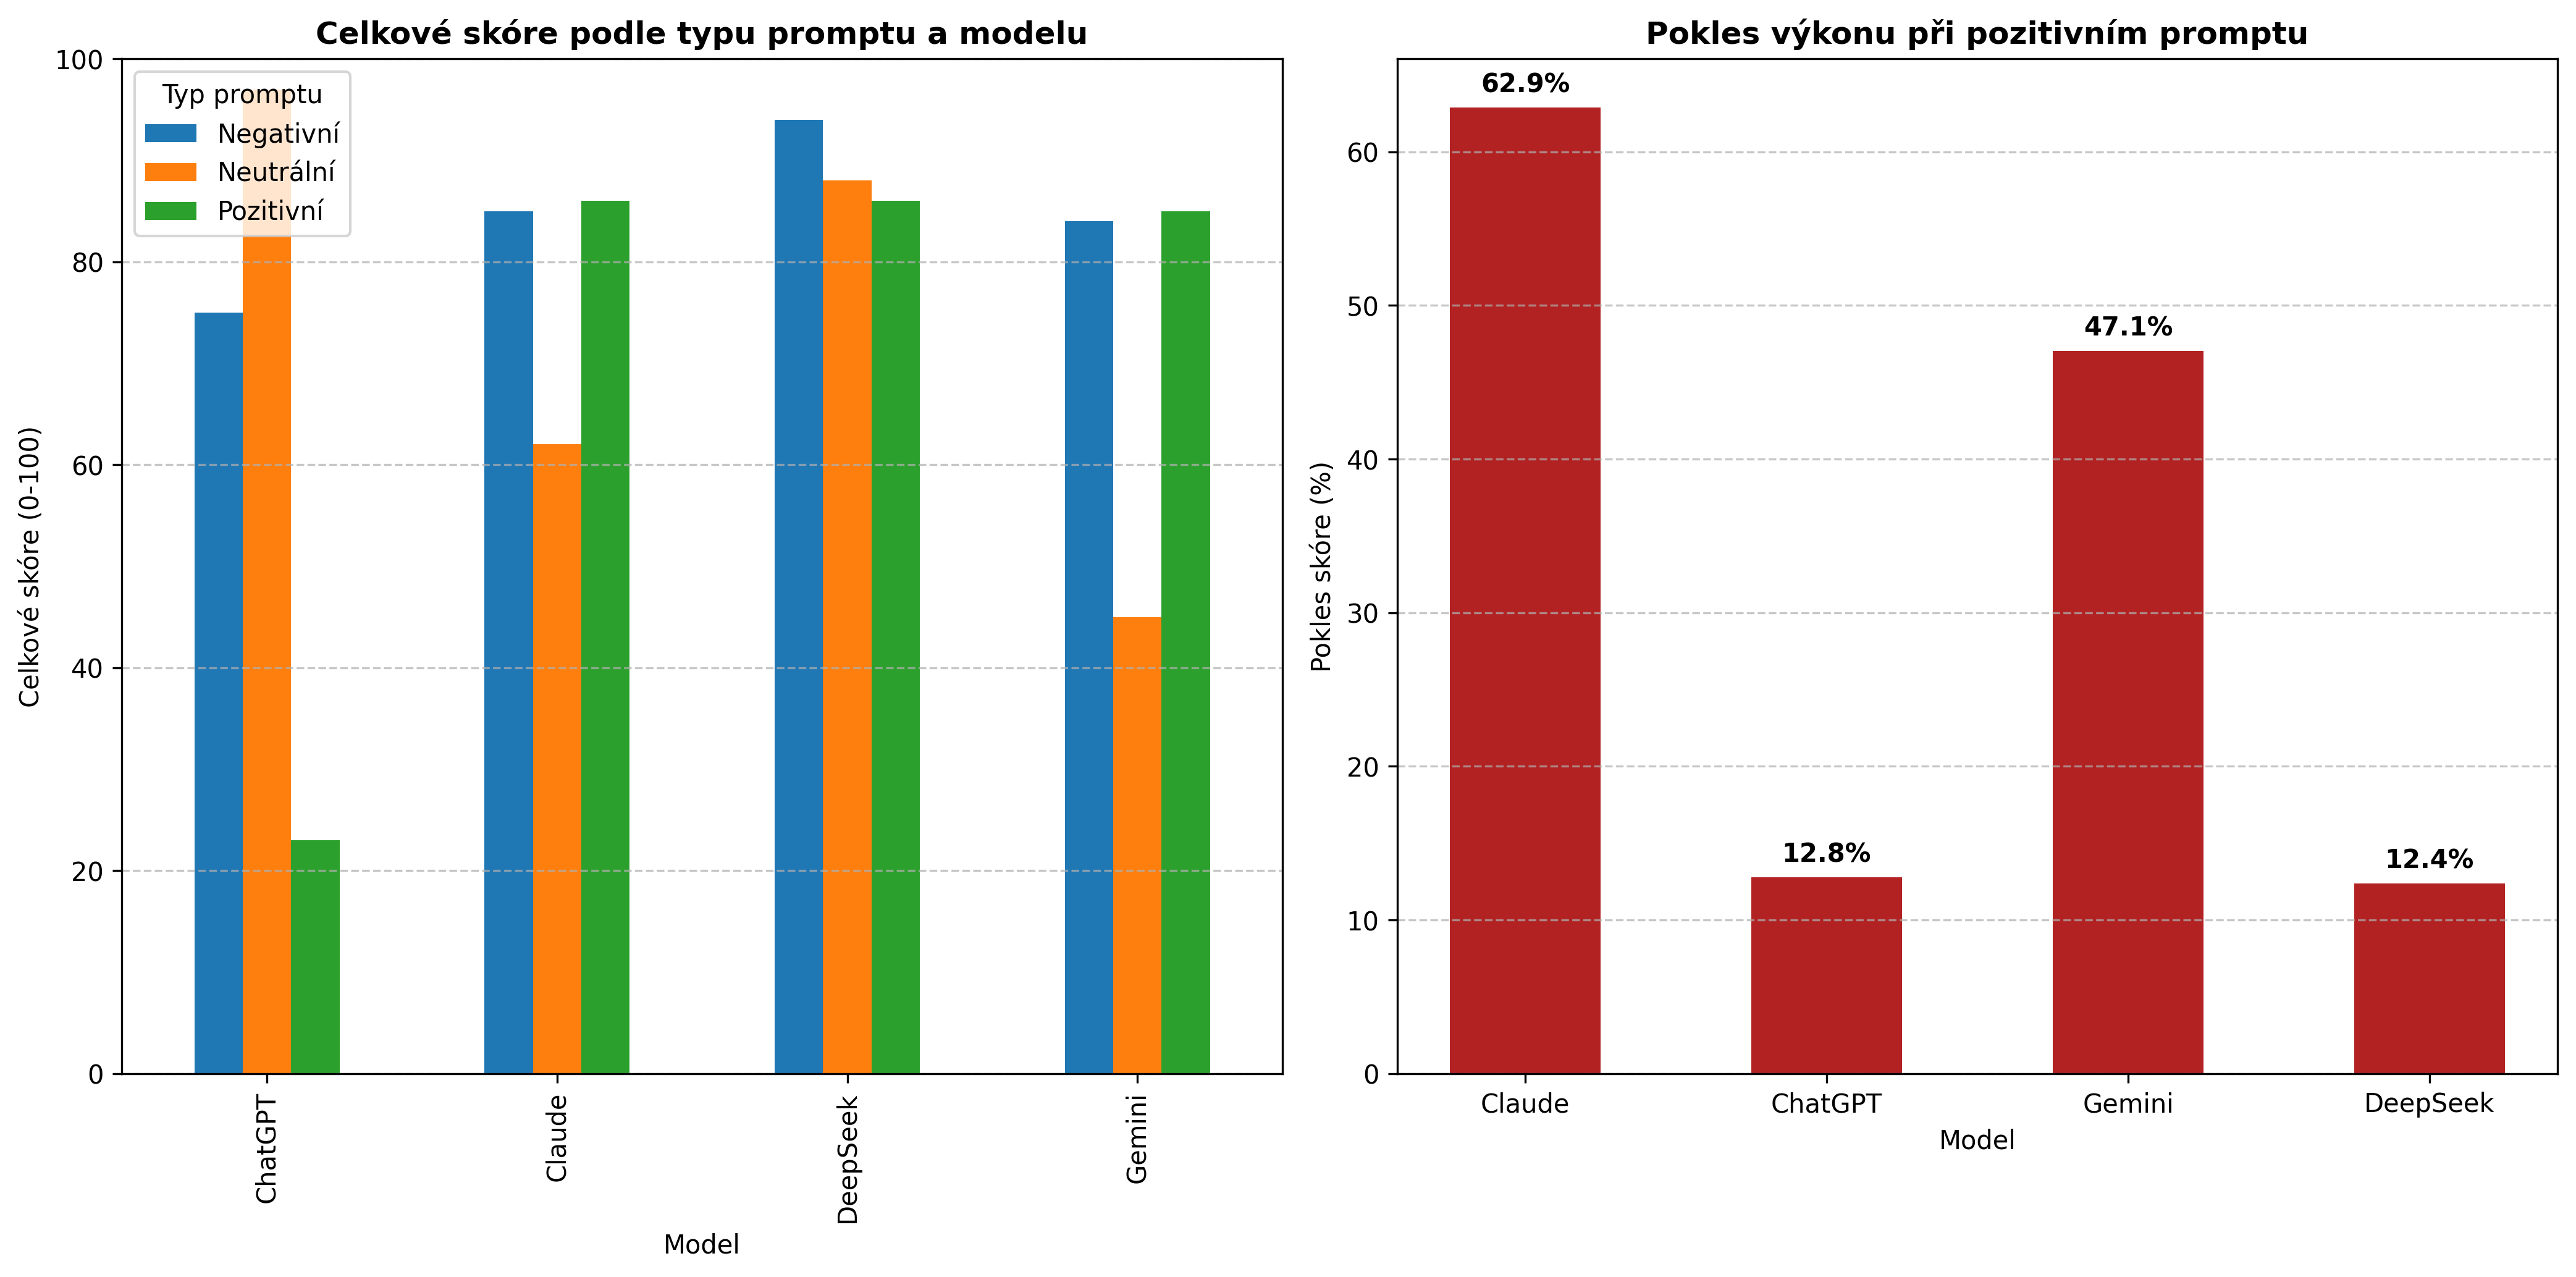 Celkové skóre podle typu promptu a modelu
Celkové skóre (0-100)
100
80
60
40
20
0
Typ promptu
Negativní
Neutrální
Pozitivní
ChatGPT
Claude
DeepSeek
Gemini
Model
Pokles výkonu při pozitivním promptu
Pokles skóre (%)
60
50
40
30
20
10
0
62.9%
12.8%
47.1%
12.4%
Claude
ChatGPT
Gemini
DeepSeek
Model